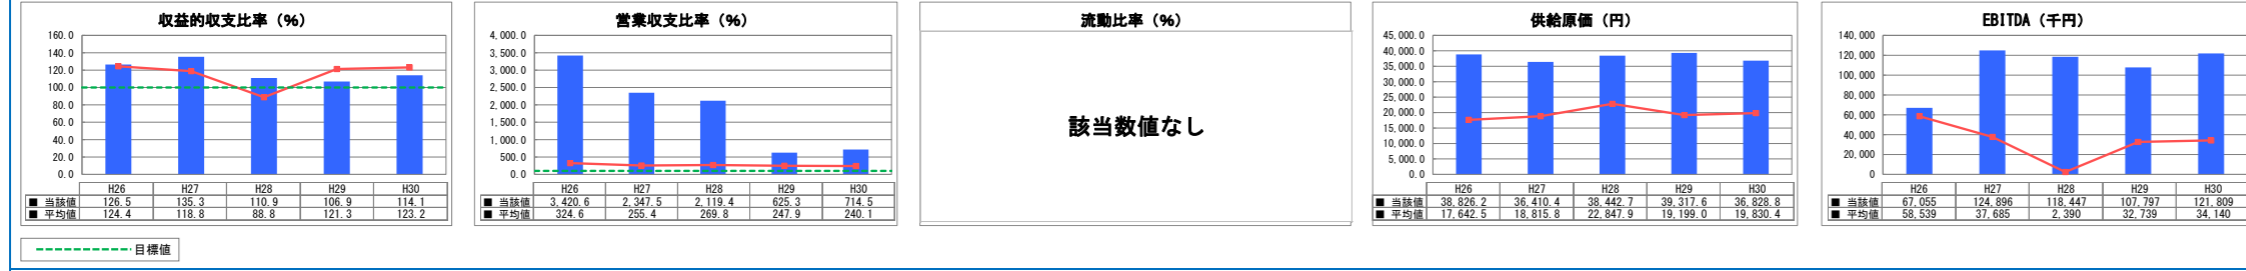 収益的収支比率（％）
160.0
140.0
120.0
100.0
80.0
60.0
40.0
20.0
0.0
H26 H27 H28 H29 H30
■ 当該値 126.5 135.3 110.9 106.9 114.1
■ 平均値 124.4 118.8 88.8 121.3 123.2
営業収支比率（％）
4,000.0
3,500.0
3,000.0
2,500.0
2,000.0
1,500.0
1,000.0
500.0
0.0
H26 H27 H28 H29 H30
■ 当該値 3,420.6 2,347.5 2,119.4 625.3 714.5
■ 平均値 324.6 255.4 269.8 247.9 240.1
流動比率（％）
該当数値なし
供給原価（円）
45,000.0
40,000.0
35,000.0
30,000.0
25,000.0
20,000.0
15,000.0
10,000.0
5,000.0
0.0
H26 H27 H28 H29 H30
■ 当該値 38,826.2 36,410.4 38,442.7 39,317.6 36,828.8
■ 平均値 17,642.5 18,815.8 22,847.9 19,199.0 19,830.4
EBITDA（千円）
140,000
120,000
100,000
80,000
60,000
40,000
20,000
0
H26 H27 H28 H29 H30
■ 当該値 67,055 124,896 118,447 107,797 121,809
■ 平均値 58,539 37,685 2,390 32,739 34,140
目標値